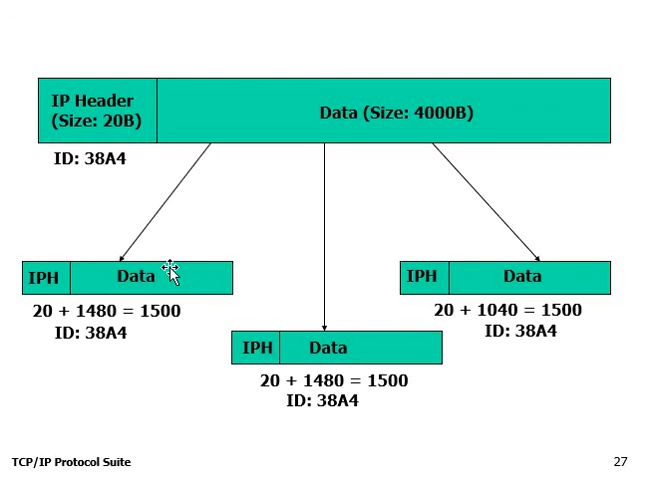 IP Header
(Size: 20B)
Data (Size: 4000B)
ID: 38A4
IPH
Data
20 + 1480 = 1500
ID: 38A4
IPH
Data
20 + 1480 = 1500
ID: 38A4
IPH
Data
20 + 1040 = 1500
ID: 38A4
TCP/IP Protocol Suite
27